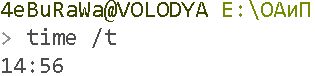 4eBuRaWa@VOLODYA E:\ОАиП
> time /t
14:56